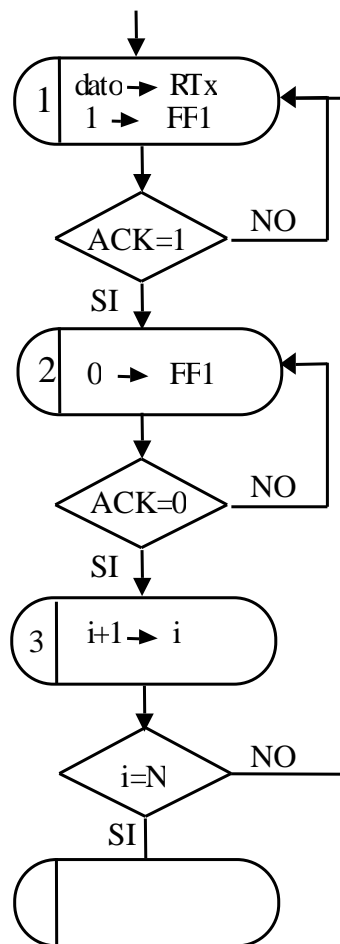 1
dato → RTx
1 → FF1
ACK=1
NO
SI
2
0 → FF1
ACK=0
NO
SI
3
i+1 → i
i=N
NO
SI